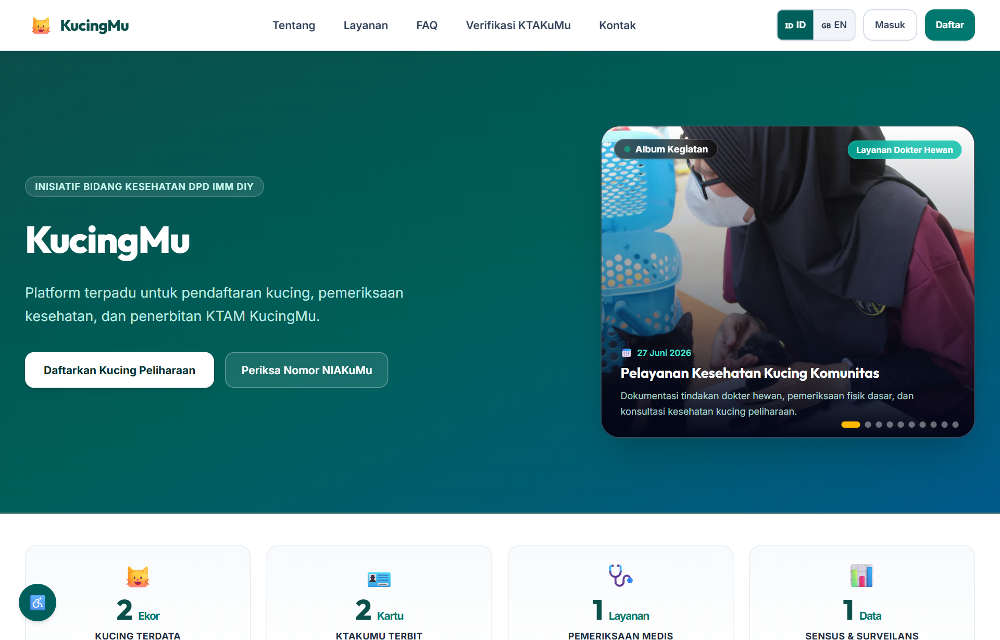 KucingMu
Tentang
Layanan
FAQ
Verifikasi KTAKuMu
Kontak
ID ID
GB EN
Masuk
Daftar
INISIATIF BIDANG KESEHATAN DPD IMM DIY
KucingMu
Platform terpadu untuk pendaftaran kucing, pemeriksaan
kesehatan, dan penerbitan KTAM KucingMu.
Daftarkan Kucing Peliharaan
Periksa Nomor NIAKuMu
Album Kegiatan
Layanan Dokter Hewan
27 Juni 2026
Pelayanan Kesehatan Kucing Komunitas
Dokumentasi tindakan dokter hewan, pemeriksaan fisik dasar, dan
konsultasi kesehatan kucing peliharaan.
2 Ekor
KUCING TERDATA
2 Kartu
KTAKUMU TERBIT
1 Layanan
PEMERIKSAAN MEDIS
1 Data
SENSUS & SURVEILANS